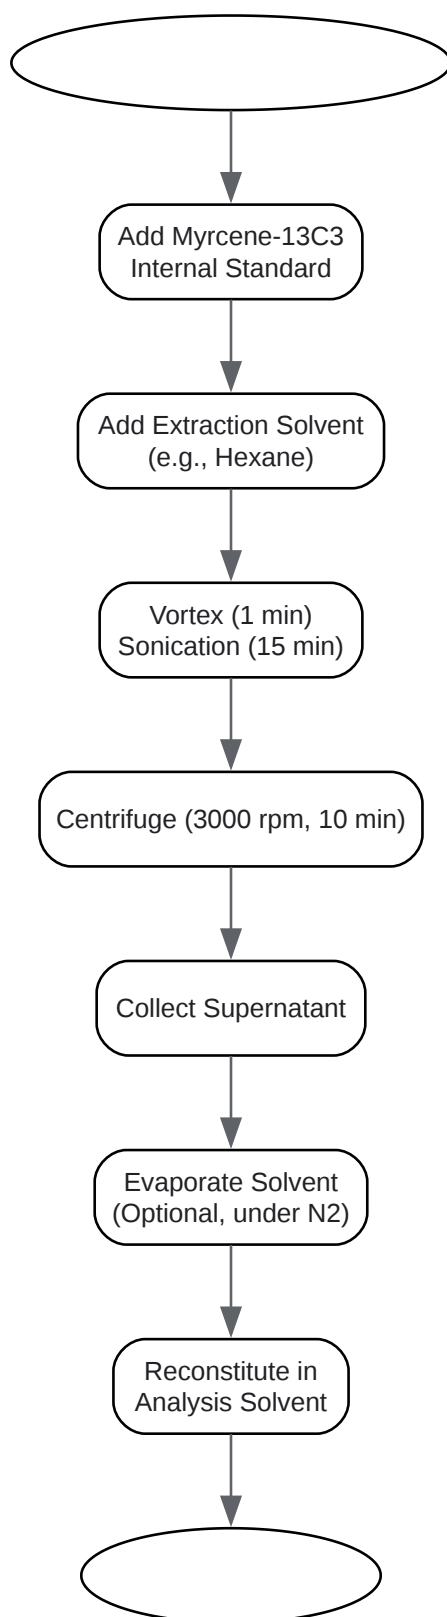 Add Myrcene-13C3
Internal Standard
Add Extraction Solvent
(e.g., Hexane)
Vortex (1 min)
Sonication (15 min)
Centrifuge (3000 rpm, 10 min)
Collect Supernatant
Evaporate Solvent
(Optional, under N2)
Reconstitute in
Analysis Solvent